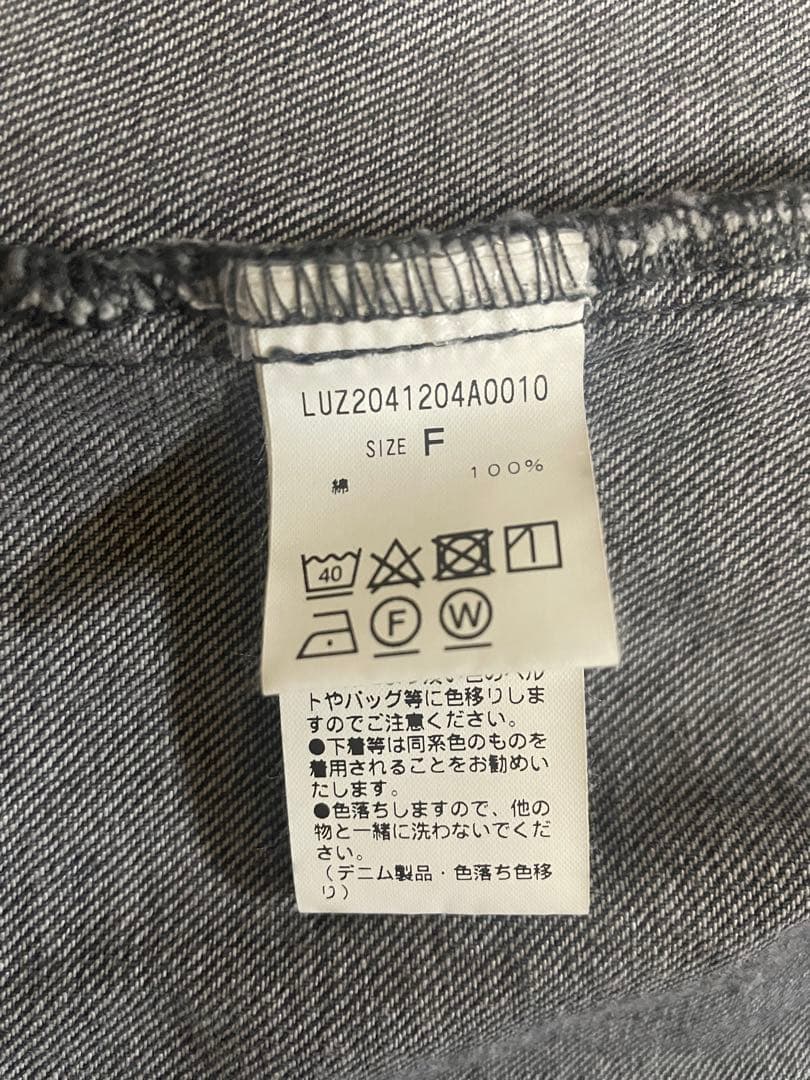 LUZ2041204A0010
SIZE F
綿 100%
40
F W
トやバッグ等に色移りしま
すのでご注意ください。
●下着等は同系色のものを
着用されることをお勧めい
たします。
●色落ちしますので、他の
物と一緒に洗わないでくだ
さい。
(デニム製品・色落ち色移
り)